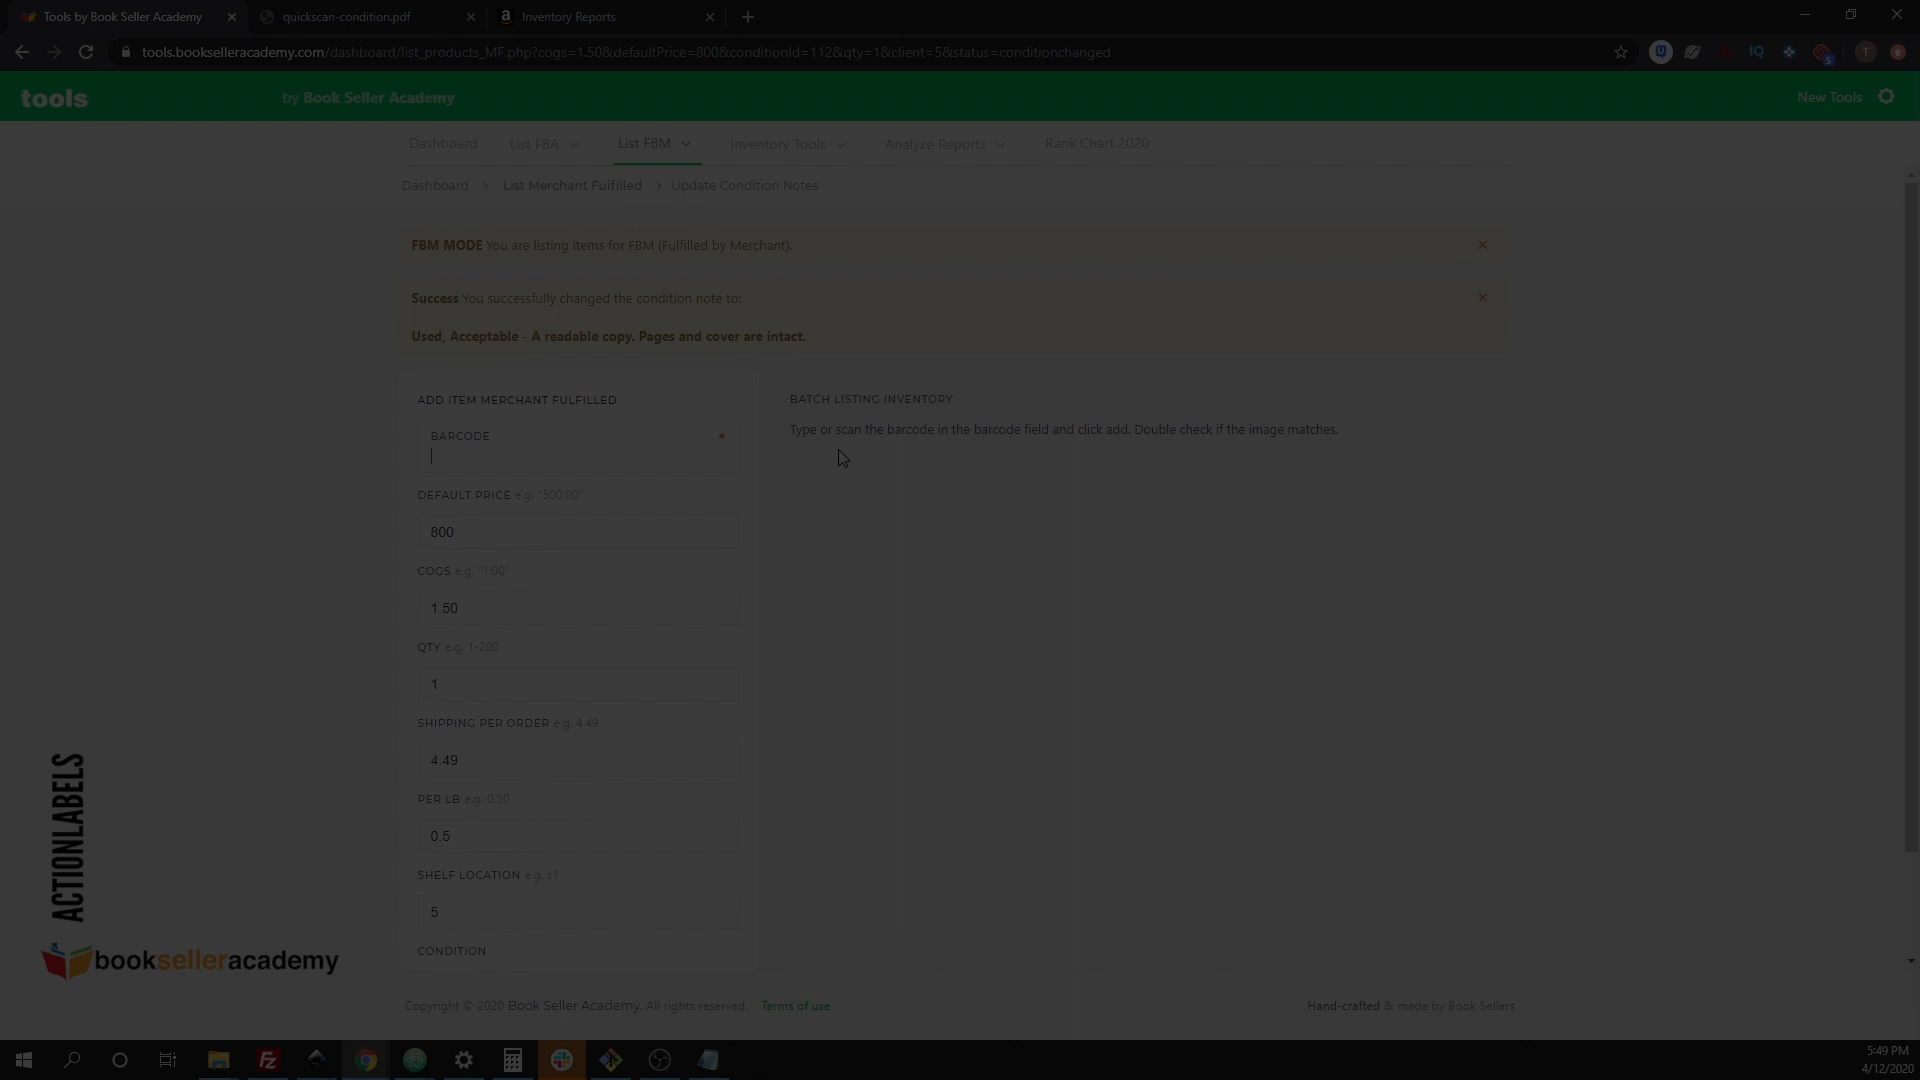 Tools by Book Seller Academy
quickscan-condition.pdf
Inventory Reports
tools.bookselleracademy.com/dashboard/list_products_MF.php?cogs=1.50&defaultPrice=800&conditionId=112&qty=1&client=5&status=conditionchanged
IQ
5
T
tools
by Book Seller Academy
New Tools
Dashboard
List FBA
List FBM
Inventory Tools
Analyze Reports
Rank Chart 2020
Dashboard > List Merchant Fulfilled > Update Condition Notes
FBM MODE You are listing items for FBM (Fulfilled by Merchant).
Success You successfully changed the condition note to:
Used, Acceptable - A readable copy. Pages and cover are intact.
ADD ITEM MERCHANT FULFILLED
BARCODE *
DEFAULT PRICE e.g. "500.00"
800
COGS e.g. "1.00"
1.50
QTY e.g. 1-200
1
SHIPPING PER ORDER e.g. 4.49
4.49
PER LB e.g. 0.50
0.5
SHELF LOCATION e.g. s1
5
CONDITION
BATCH LISTING INVENTORY
Type or scan the barcode in the barcode field and click add. Double check if the image matches.
ACTIONLABELS
booksselleracademy
Copyright © 2020 Book Seller Academy. All rights reserved. Terms of use
Hand-crafted & made by Book Sellers
5:49 PM
4/12/2020